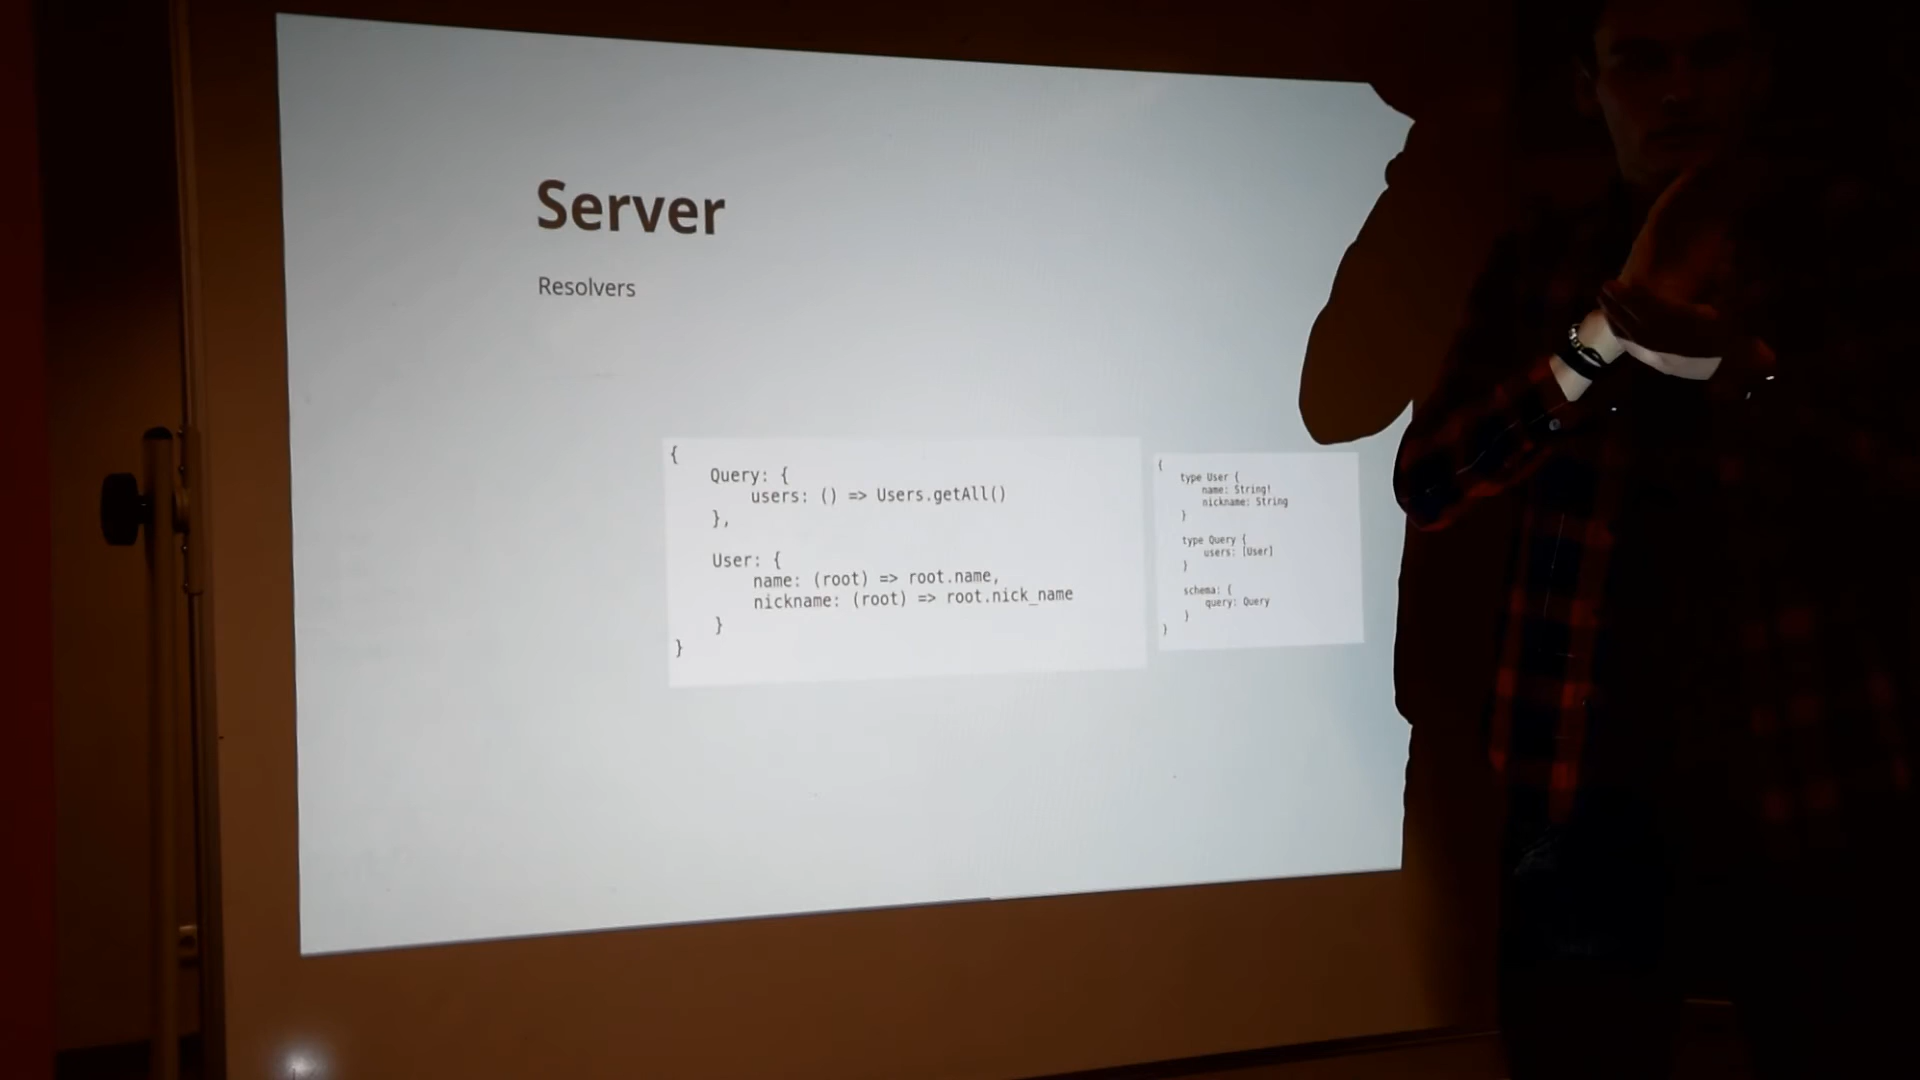 Server
Resolvers
{
Query: {
users: () => Users.getAll()
},
User: {
name: (root) => root.name,
nickname: (root) => root.nick_name
}
}
{
type User {
name: String!
nickname: String
}
type Query {
users: [User]
}
schema: {
query: Query
}
}